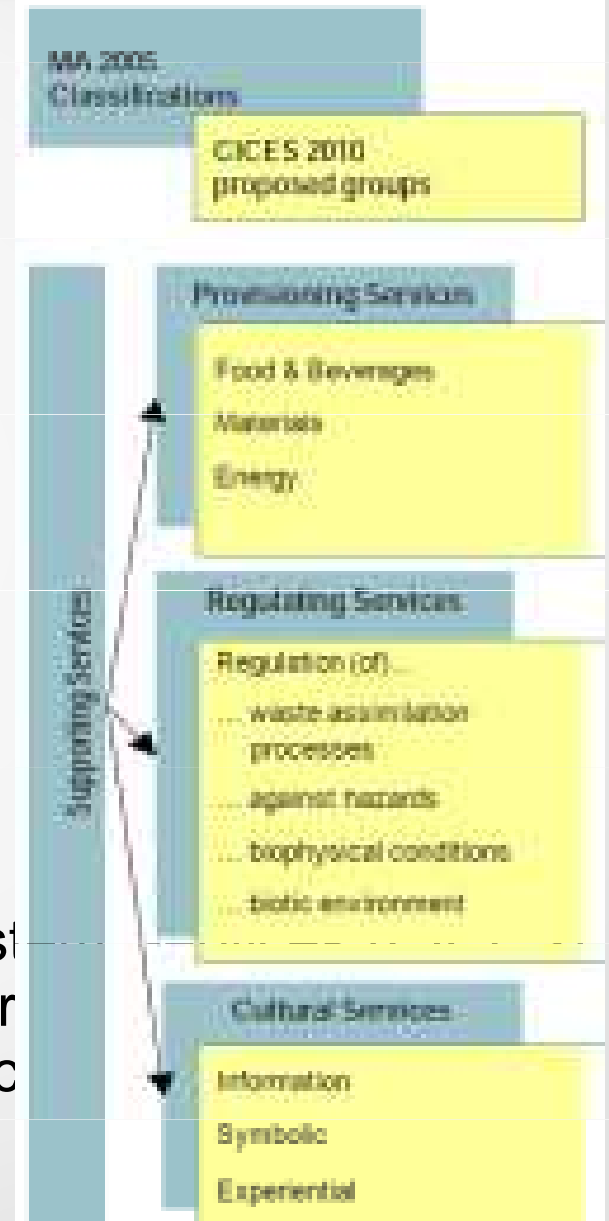 MA 2005
Classifications
CICES 2010
proposed groups
Provisioning Services
Food & Beverages
Materials
Energy
Supporting Services
Regulating Services
Regulation (of)...
... waste assimilation
processes
... against hazards
... biophysical conditions
... biotic environment
st
r
Cultural Services
Information
Symbolic
Experiential